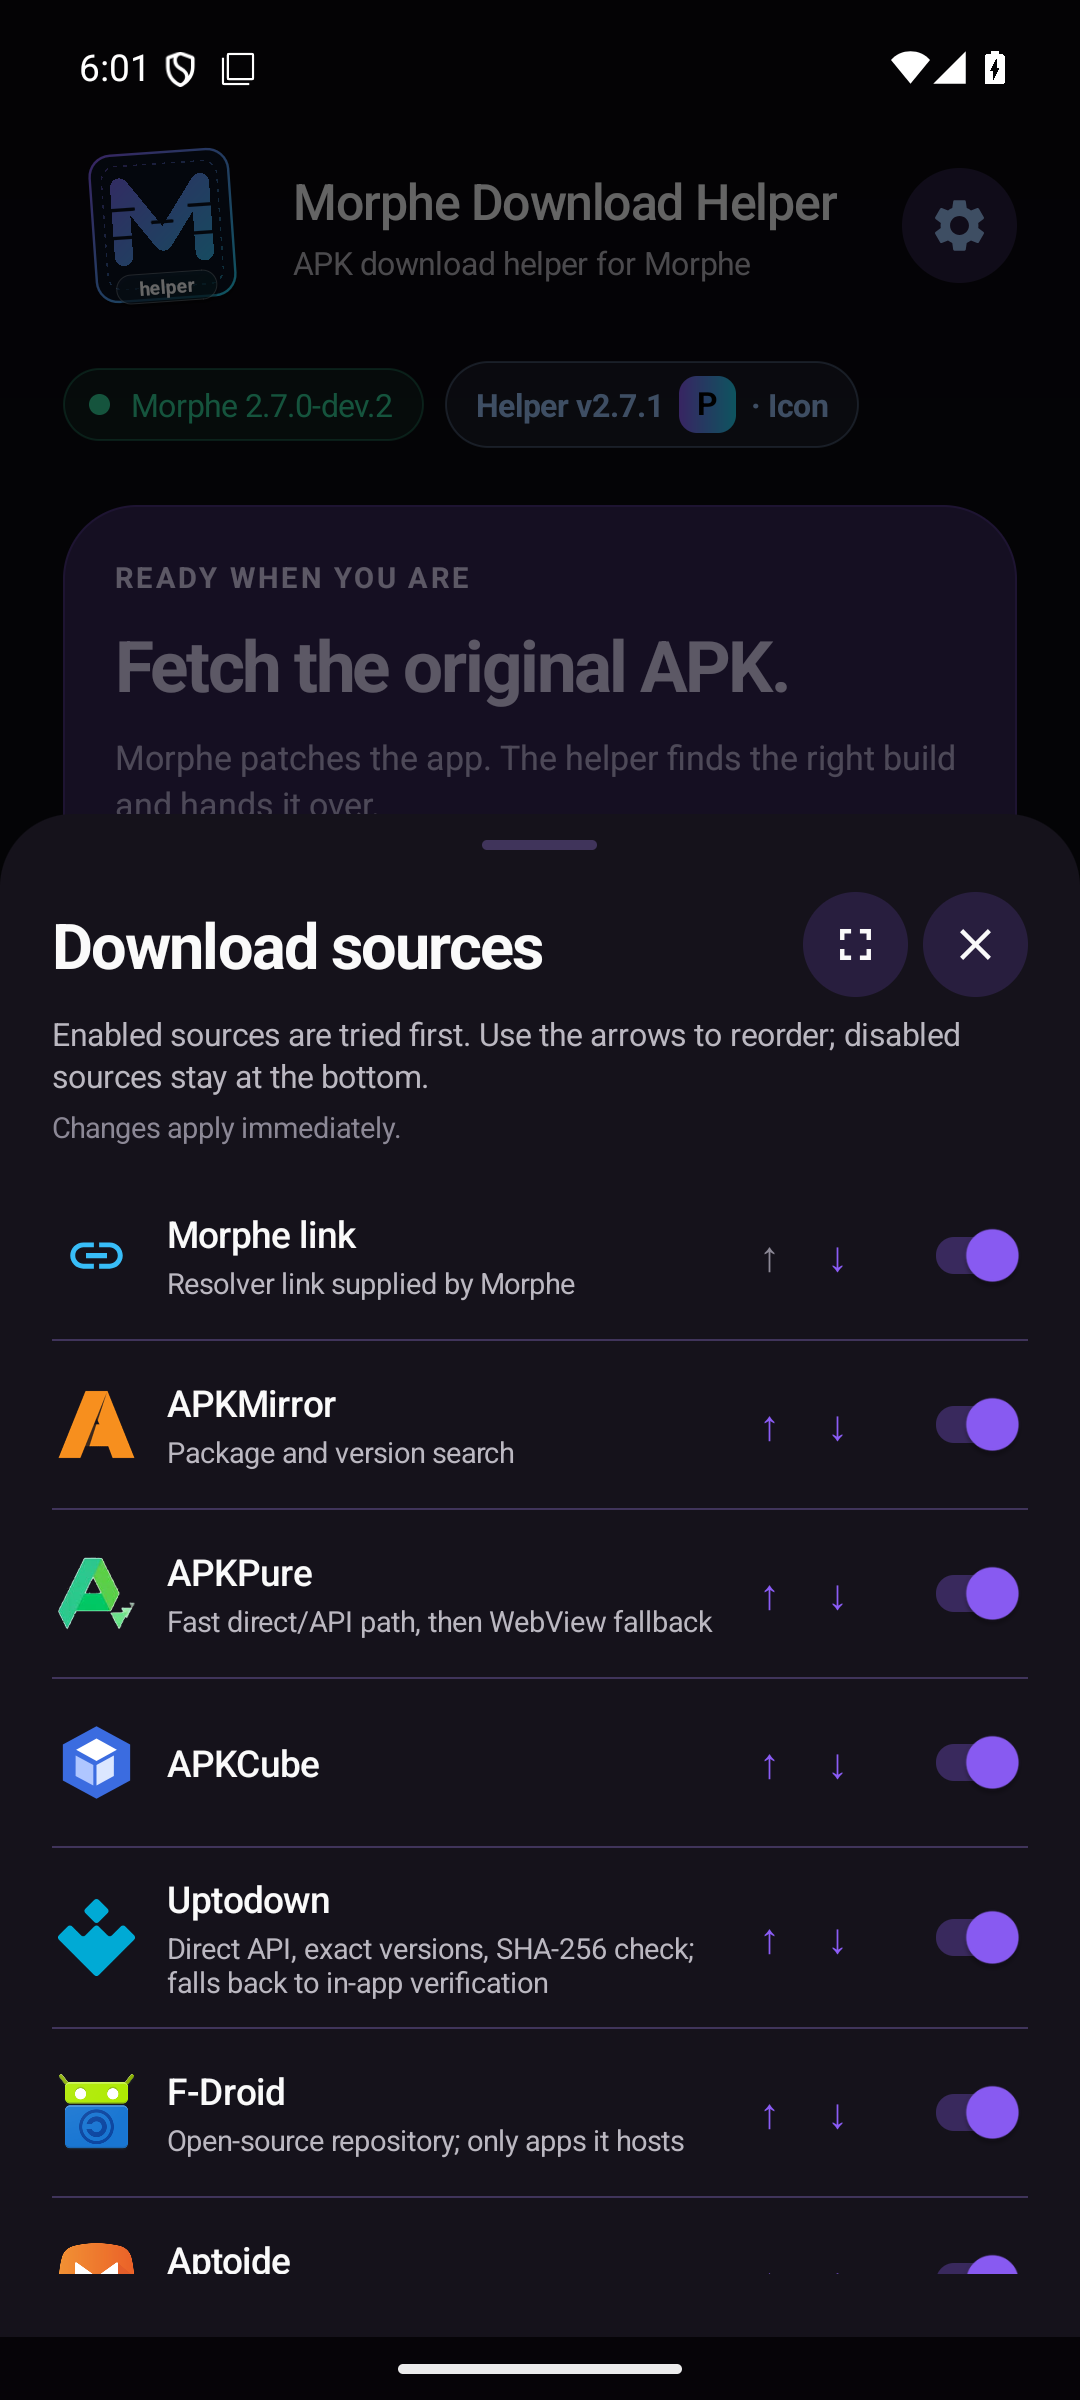 6:01
Morphe Download Helper
APK download helper for Morphe
helper
Morphe 2.7.0-dev.2
Helper v2.7.1 P · Icon
READY WHEN YOU ARE
Fetch the original APK.
Morphe patches the app. The helper finds the right build
and hands it over.
Download sources
Enabled sources are tried first. Use the arrows to reorder; disabled
sources stay at the bottom.
Changes apply immediately.
Morphe link
Resolver link supplied by Morphe
↑ ↓
APKMirror
Package and version search
↑ ↓
APKPure
Fast direct/API path, then WebView fallback
↑ ↓
APKCube
↑ ↓
Uptodown
Direct API, exact versions, SHA-256 check;
falls back to in-app verification
↑ ↓
F-Droid
Open-source repository; only apps it hosts
↑ ↓
Aptoide